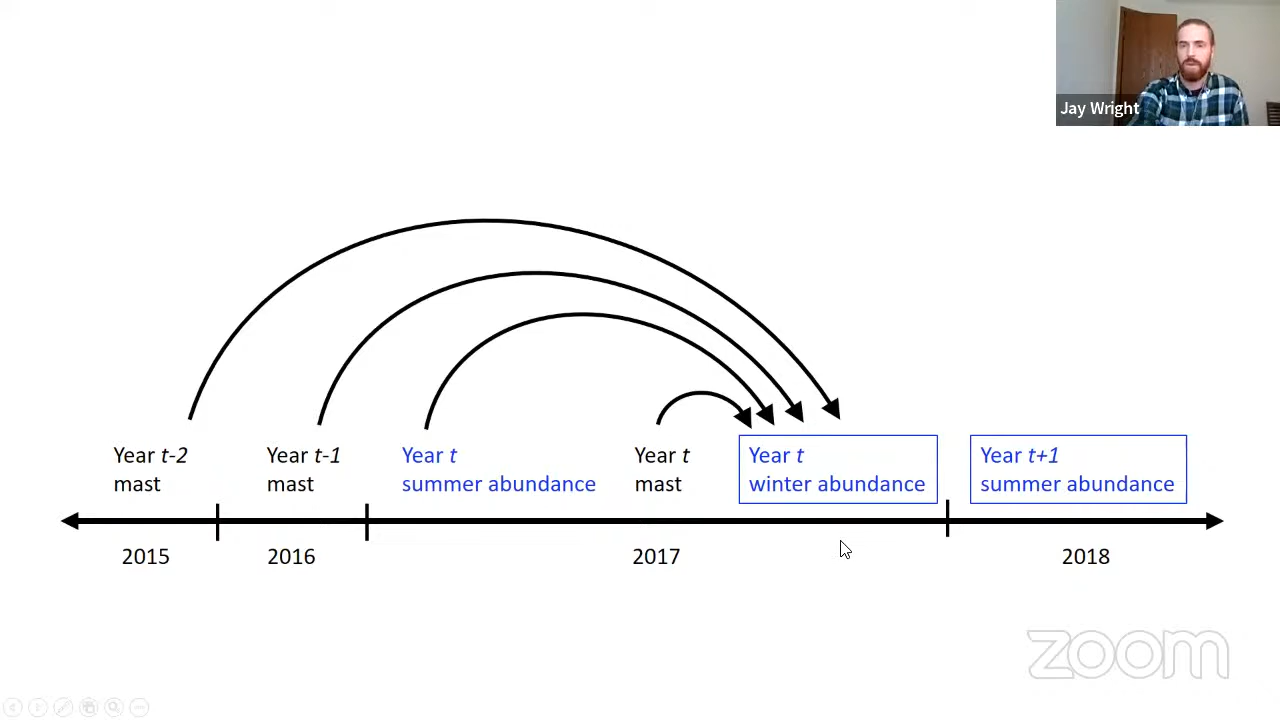 Jay Wright
Year t-2
mast
Year t-1
mast
Year t
summer abundance
Year t
mast
Year t
winter abundance
Year t+1
summer abundance
2015
2016
2017
2018
zoom